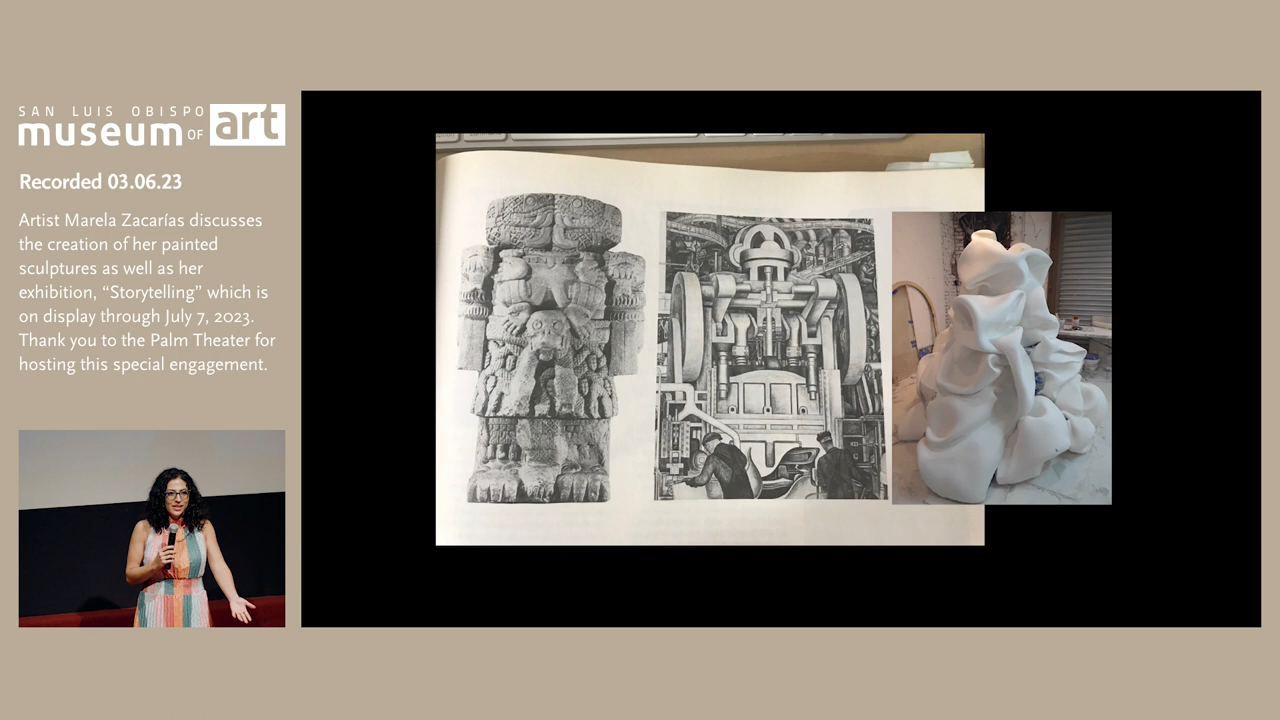 SAN LUIS OBISPO
museum OF art
Recorded 03.06.23
Artist Marela Zacarías discusses
the creation of her painted
sculptures as well as her
exhibition, “Storytelling” which is
on display through July 7, 2023.
Thank you to the Palm Theater for
hosting this special engagement.